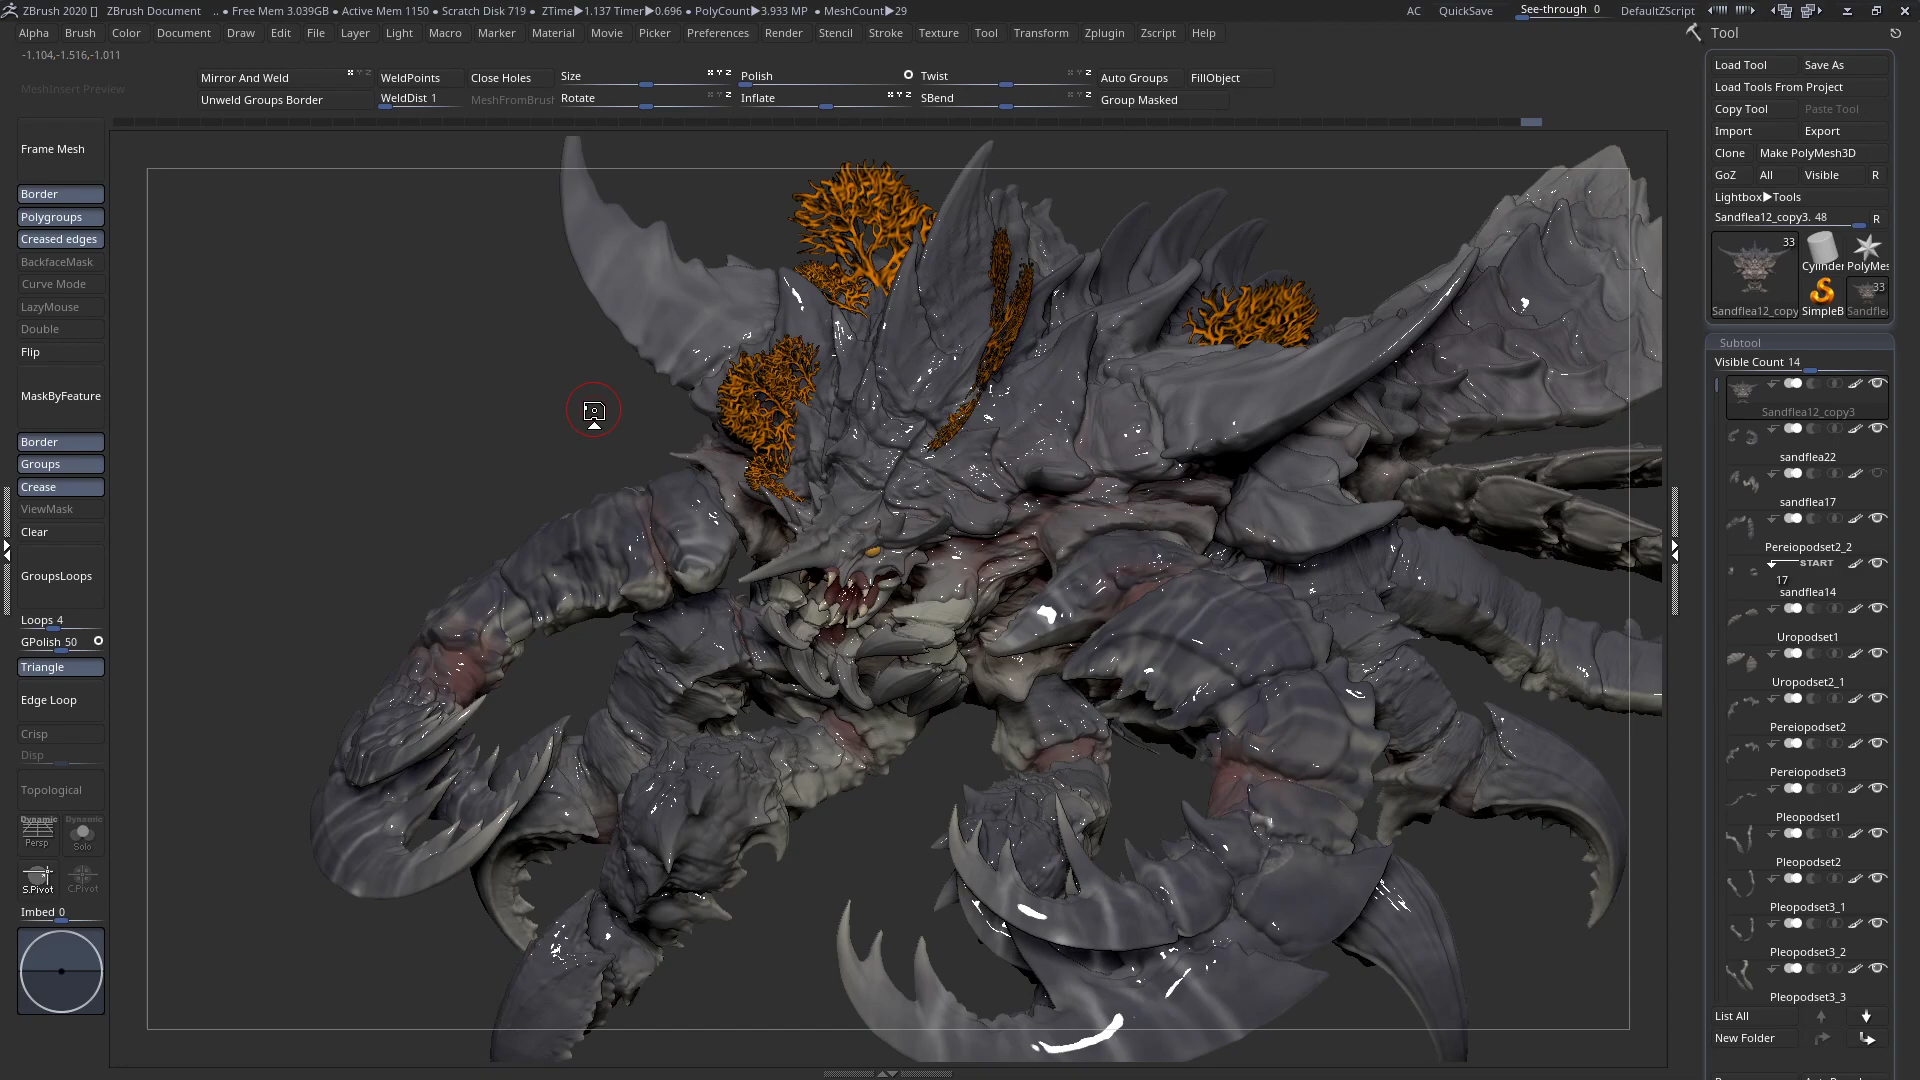 ZBrush 2020 [] ZBrush Document .. • Free Mem 3.039GB • Active Mem 1150 • Scratch Disk 719 • ZTime▶1.137 Timer▶0.696 • PolyCount▶3.933 MP • MeshCount▶29 AC QuickSave See-through 0 DefaultZScript
Alpha Brush Color Document Draw Edit File Layer Light Macro Marker Material Movie Picker Preferences Render Stencil Stroke Texture Tool Transform Zplugin Zscript Help Tool
-1.104,-1.516,-1.011
MeshInsert Preview
Mirror And Weld WeldPoints Close Holes Size Polish Twist Auto Groups FillObject
Unweld Groups Border WeldDist 1 MeshFromBrush Rotate Inflate SBend Group Masked
Frame Mesh
Border
Polygroups
Creased edges
BackfaceMask
Curve Mode
LazyMouse
Double
Flip
MaskByFeature
Border
Groups
Crease
ViewMask
Clear
GroupsLoops
Loops 4
GPolish 50
Triangle
Edge Loop
Crisp
Disp
Topological
Dynamic Dynamic
Persp Solo
S.Pivot C.Pivot
Imbed 0
Load Tool Save As
Load Tools From Project
Copy Tool Paste Tool
Import Export
Clone Make PolyMesh3D
GoZ All Visible R
Lightbox▶Tools
Sandflea12_copy3. 48 R
33
Cylinder PolyMes
33
Sandflea12_copy SimpleB Sandflea
Subtool
Visible Count 14
Sandflea12_copy3
sandflea22
sandflea17
Pereiopodset2_2
START
17
sandflea14
Uropodset1
Uropodset2_1
Pereiopodset2
Pereiopodset3
Pleopodset1
Pleopodset2
Pleopodset3_1
Pleopodset3_2
Pleopodset3_3
List All
New Folder